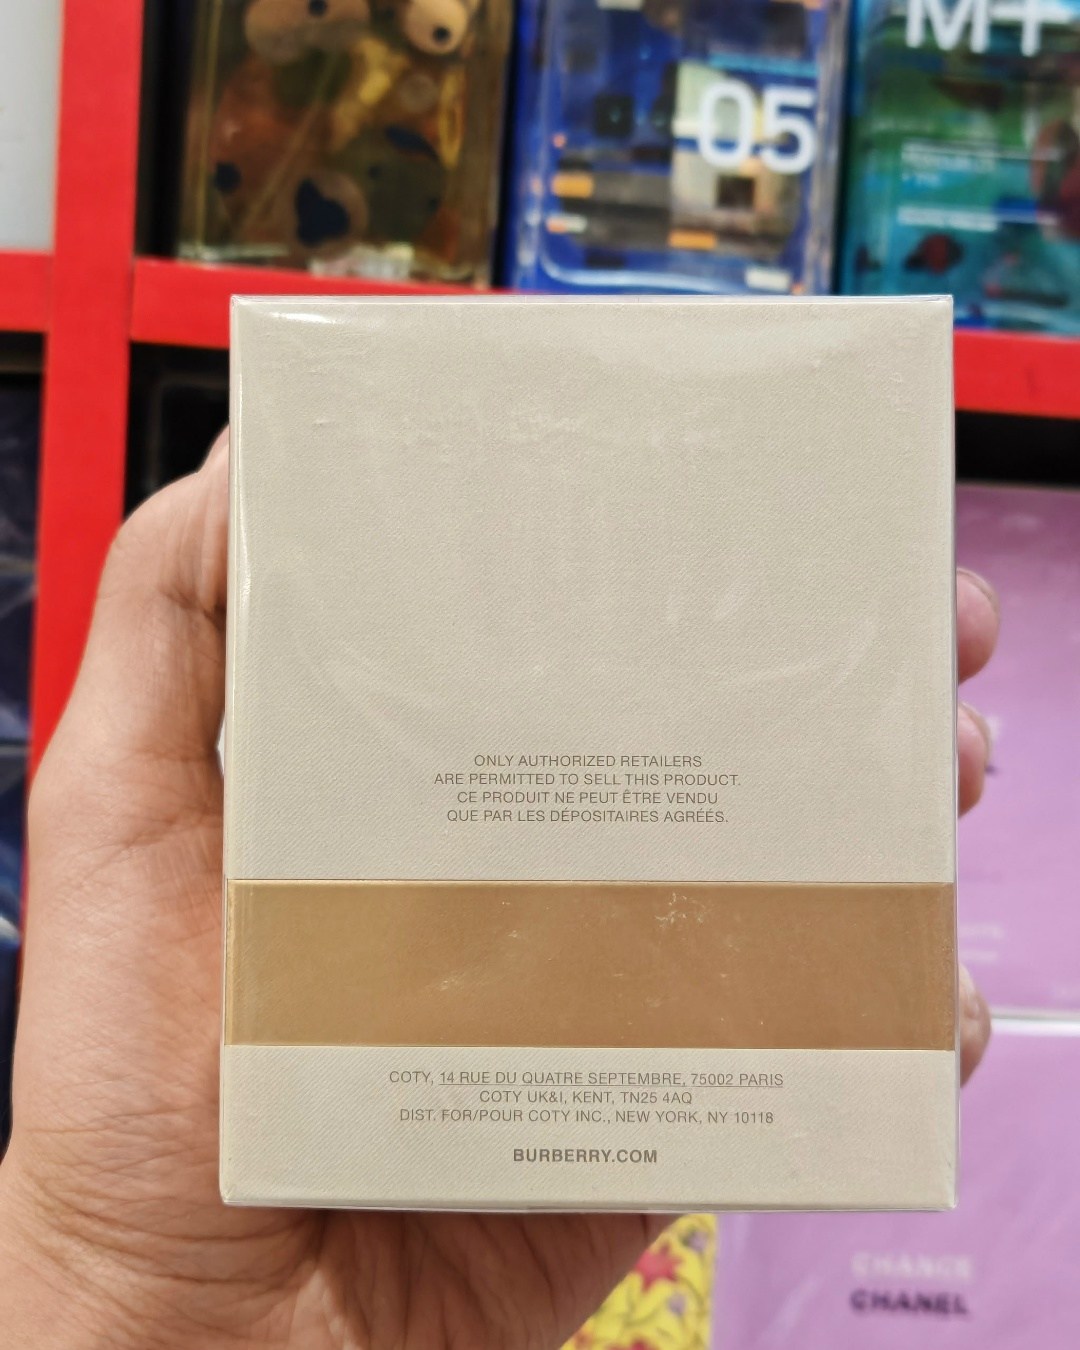 M+
05
ONLY AUTHORIZED RETAILERS
ARE PERMITTED TO SELL THIS PRODUCT.
CE PRODUIT NE PEUT ÊTRE VENDU
QUE PAR LES DÉPOSITAIRES AGRÉÉS.
COTY, 14 RUE DU QUATRE SEPTEMBRE, 75002 PARIS
COTY UK&I, KENT, TN25 4AQ
DIST. FOR/POUR COTY INC., NEW YORK, NY 10118
BURBERRY.COM
CHANCE
CHANEL